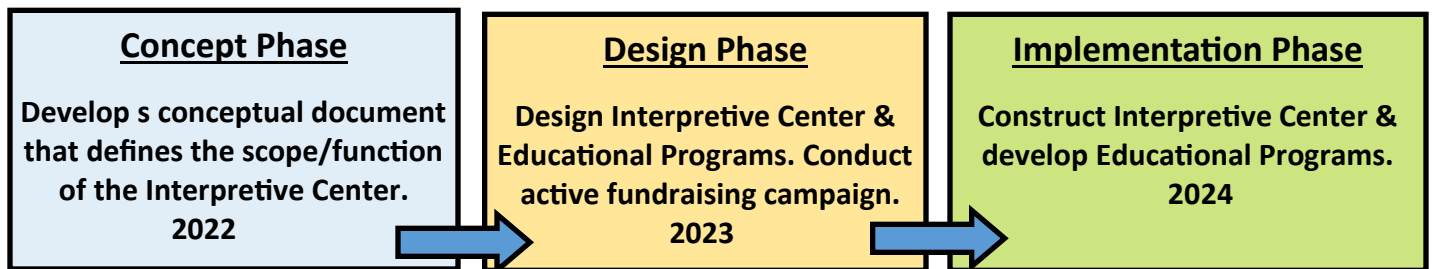 Concept Phase
Develop s conceptual document
that defines the scope/function
of the Interpretive Center.
2022
Design Phase
Design Interpretive Center &
Educational Programs. Conduct
active fundraising campaign.
2023
Implementation Phase
Construct Interpretive Center &
develop Educational Programs.
2024